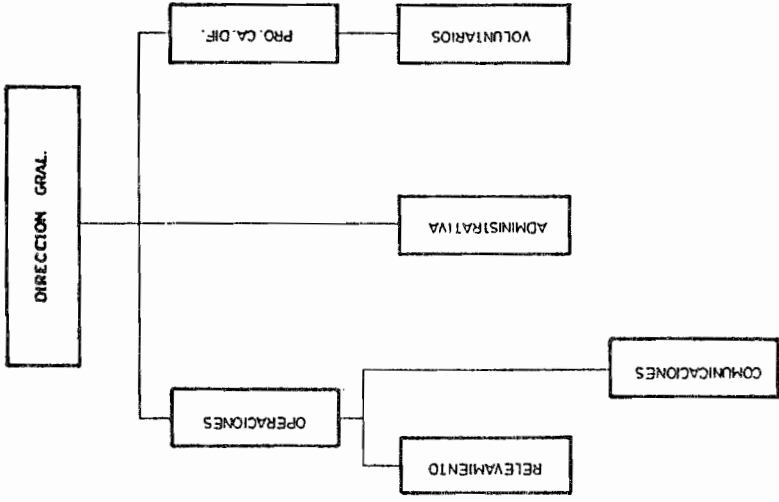 DIRECCION GRAL.
PRO. CA. DIF.
VOLUNTARIOS
ADMINISTRATIVA
OPERACIONES
COMUNICACIONES
RELEVAMIENTO